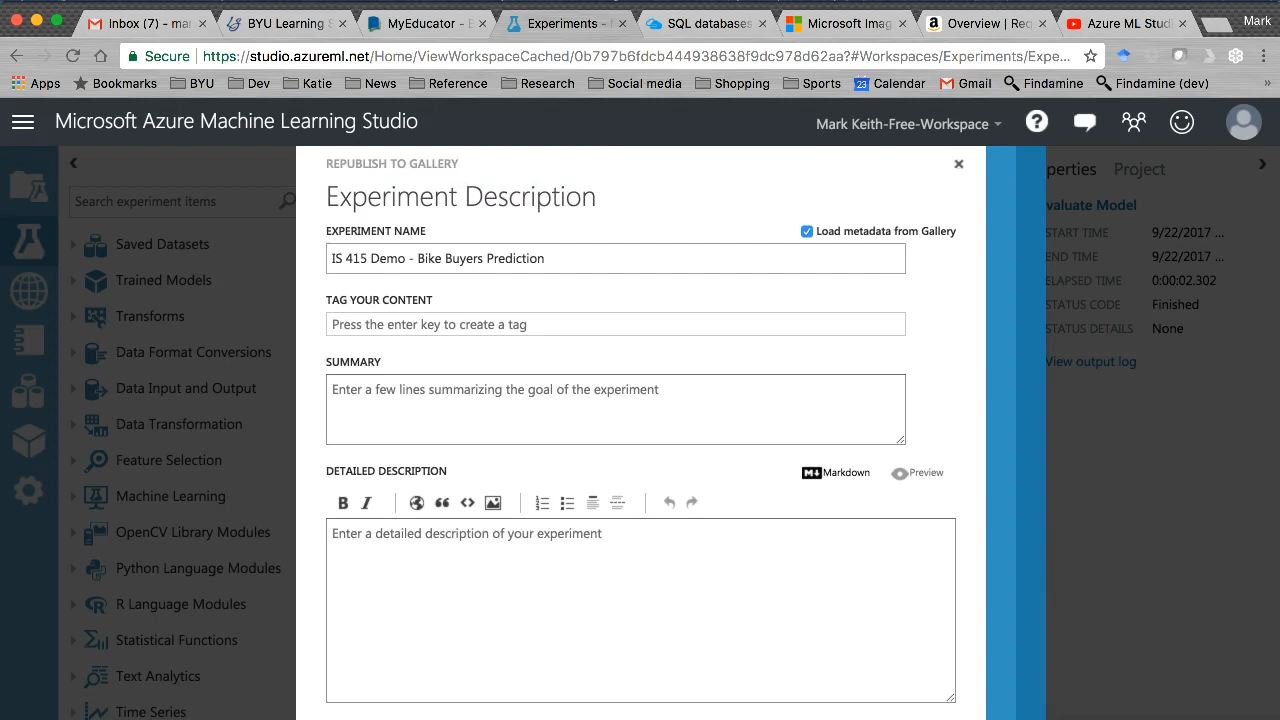 Inbox (7) - mar
BYU Learning S
MyEducator - E
Experiments - 
SQL databases
Microsoft Imag
Overview | Req
Azure ML Stud
Mark
Secure
https://studio.azureml.net/Home/ViewWorkspaceCached/0b797b6fdcb444938638f9dc978d62aa?#Workspaces/Experiments/Expe...
Apps
Bookmarks
BYU
Dev
Katie
News
Reference
Research
Social media
Shopping
Sports
23
Calendar
Gmail
Findamine
Findamine (dev)
»
Microsoft Azure Machine Learning Studio
Mark Keith-Free-Workspace
?
Search experiment items
Saved Datasets
Trained Models
Transforms
Data Format Conversions
Data Input and Output
Data Transformation
Feature Selection
Machine Learning
OpenCV Library Modules
Python Language Modules
R Language Modules
Statistical Functions
Text Analytics
Time Series
REPUBLISH TO GALLERY
Experiment Description
EXPERIMENT NAME
Load metadata from Gallery
IS 415 Demo - Bike Buyers Prediction
TAG YOUR CONTENT
Press the enter key to create a tag
SUMMARY
Enter a few lines summarizing the goal of the experiment
DETAILED DESCRIPTION
Markdown
Preview
B I
Enter a detailed description of your experiment
perties
Project
valuate Model
START TIME 9/22/2017 ...
END TIME 9/22/2017 ...
ELAPSED TIME 0:00:02.302
STATUS CODE Finished
STATUS DETAILS None
View output log